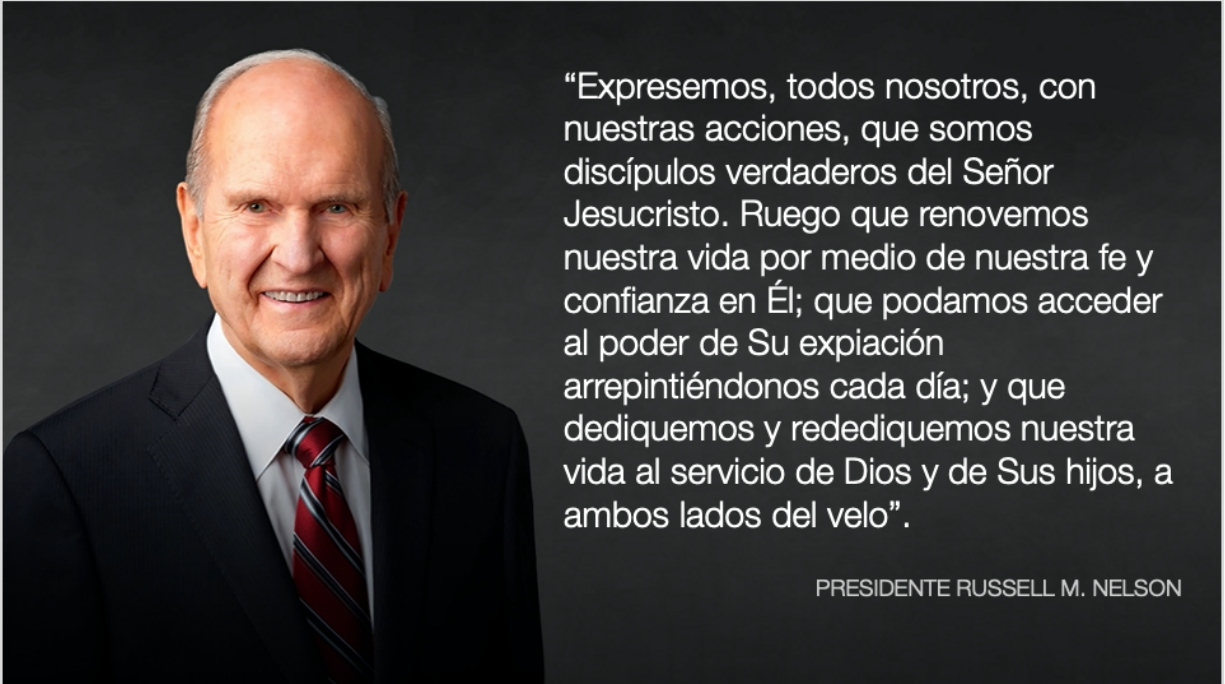 “Expresemos, todos nosotros, con
nuestras acciones, que somos
discípulos verdaderos del Señor
Jesucristo. Ruego que renovemos
nuestra vida por medio de nuestra fe y
confianza en Él; que podamos acceder
al poder de Su expiación
arrepintiéndonos cada día; y que
dediquemos y redediquemos nuestra
vida al servicio de Dios y de Sus hijos, a
ambos lados del velo”.
PRESIDENTE RUSSELL M. NELSON